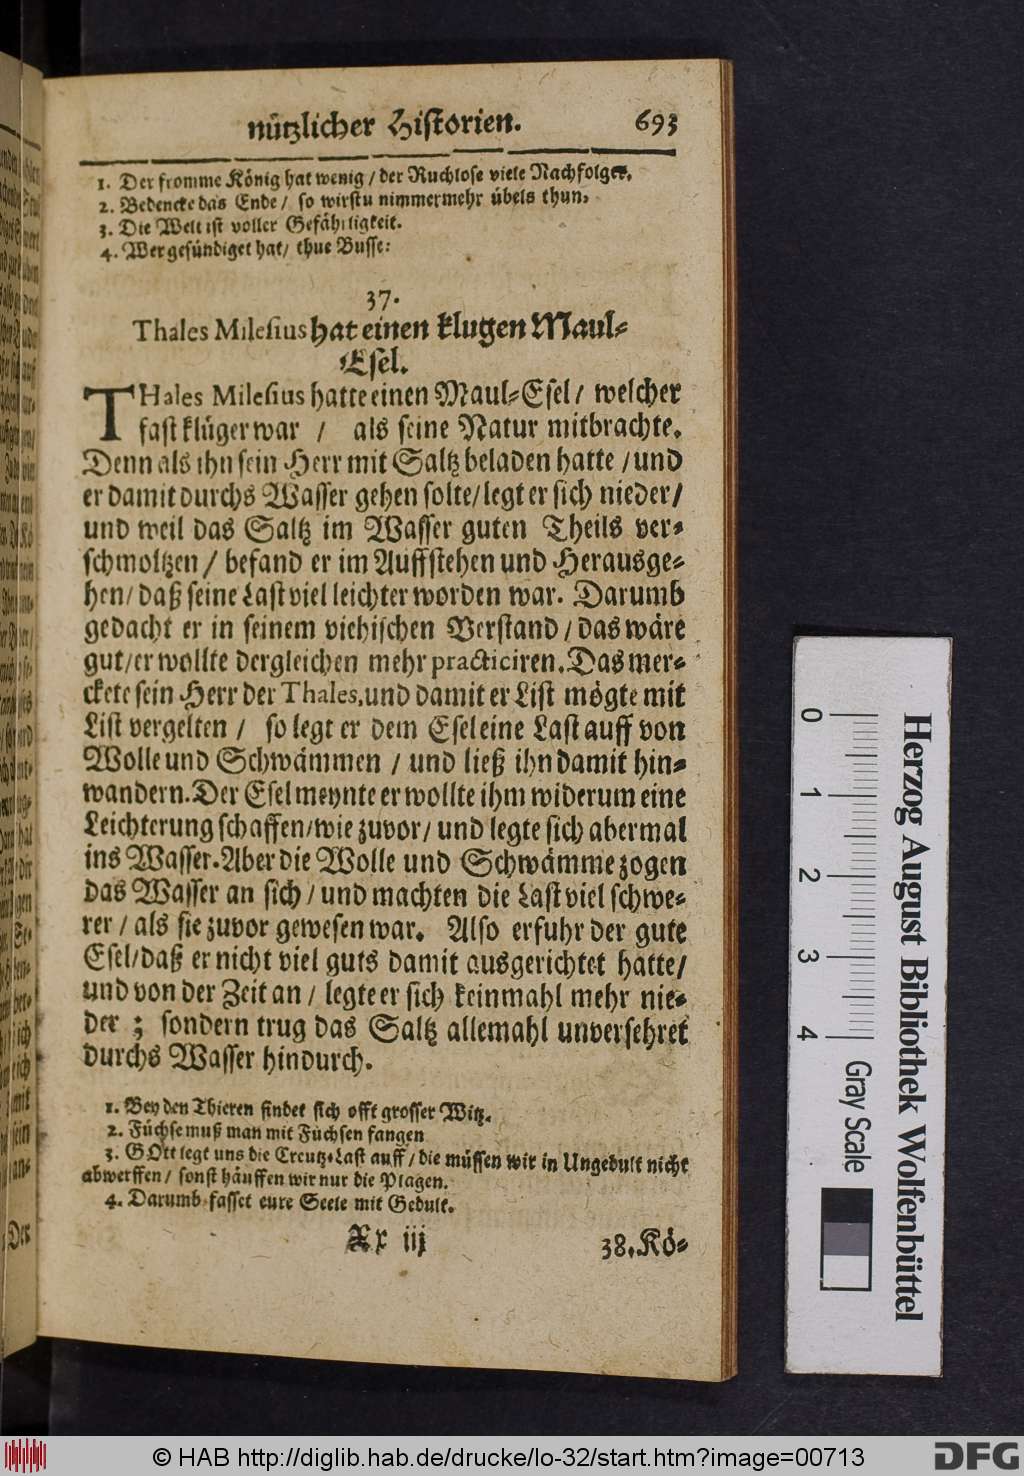 nützlicher Historien. 693
1. Der fromme König hat wenig / der Ruchlose viele Nachfolger.
2. Bedencke das Ende / so wirstu nimmermehr übels thun.
3. Die Welt ist voller Gefährligkeit.
4. Wer gesündiget hat / thue Busse:
37.
Thales Milesius hat einen klugen Maul-
Esel.
THales Milesius hatte einen Maul-Esel / welcher
fast klüger war / als seine Natur mitbrachte.
Denn als ihn sein Herr mit Saltz beladen hatte / und
er damit durchs Wasser gehen solte / legt er sich nieder /
und weil das Saltz im Wasser guten Theils ver-
schmoltzen / befand er im Auffstehen und Herausge-
hen / daß seine Last viel leichter worden war. Darumb
gedacht er in seinem viehischen Verstand / das wäre
gut / er wollte dergleichen mehr practiciren. Das mer-
ckete sein Herr der Thales, und damit er List mögte mit
List vergelten / so legt er dem Esel eine Last auff von
Wolle und Schwämmen / und ließ ihn damit hin-
wandern. Der Esel meynte er wollte ihm widerum eine
Leichterung schaffen / wie zuvor / und legte sich abermal
ins Wasser. Aber die Wolle und Schwämme zogen
das Wasser an sich / und machten die Last viel schwe-
rer / als sie zuvor gewesen war. Also erfuhr der gute
Esel / daß er nicht viel guts damit ausgerichtet hatte /
und von der Zeit an / legte er sich keinmahl mehr nie-
der ; sondern trug das Saltz allemahl unversehret
durchs Wasser hindurch.
1. Bey den Thieren findet sich offt grosser Witz.
2. Füchse muß man mit Füchsen fangen
3. GOtt legt uns die Creutz-Last auff / die müssen wir in Ungedult nicht
abwerffen / sonst häuffen wir nur die Plagen.
4. Darumb fasset eure Seele mit Gedult.
Xx iij 38. Kö-
0 1 2 3 4
Gray Scale
Herzog August Bibliothek Wolfenbüttel
© HAB http://diglib.hab.de/drucke/lo-32/start.htm?image=00713
DFG